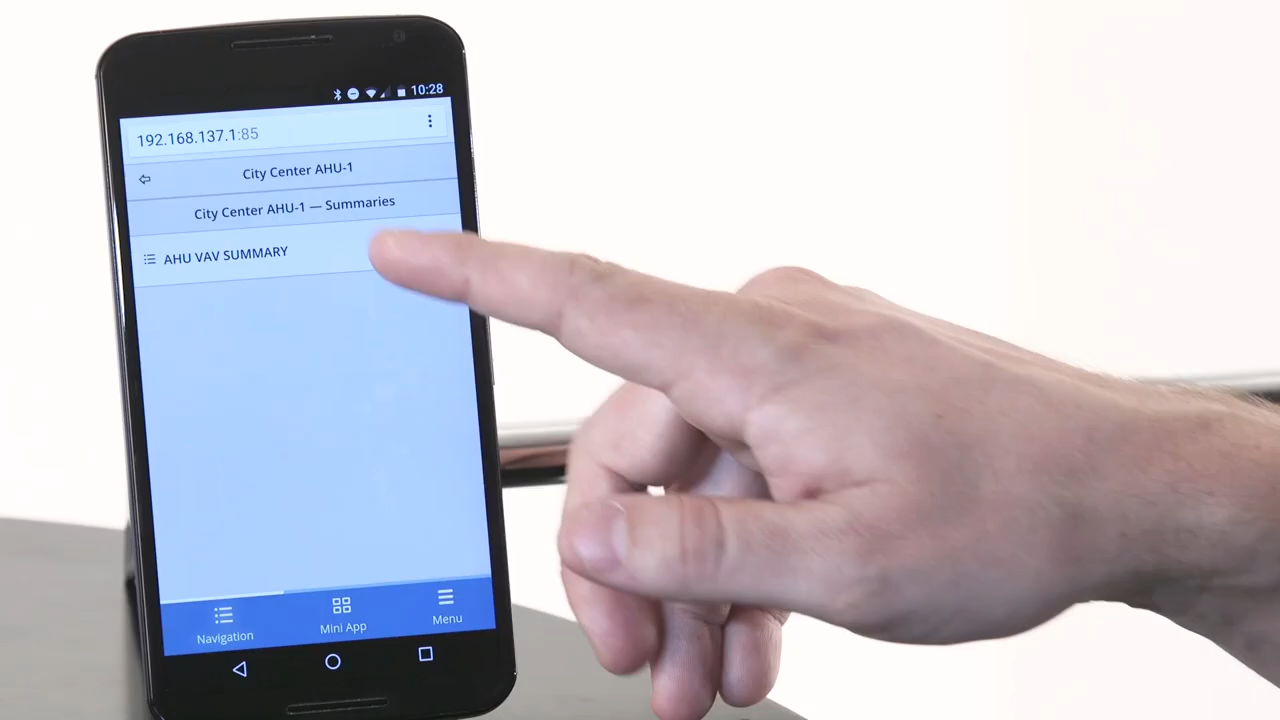 10:28
192.168.137.1:85
City Center AHU-1
City Center AHU-1 — Summaries
AHU VAV SUMMARY
Navigation
Mini App
Menu